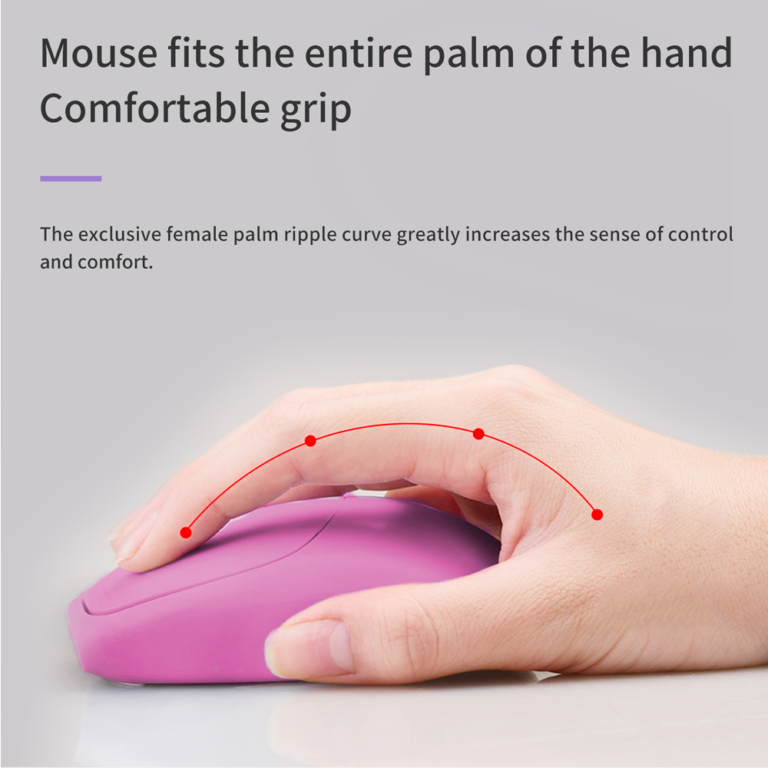 Mouse fits the entire palm of the hand
Comfortable grip
The exclusive female palm ripple curve greatly increases the sense of control
and comfort.